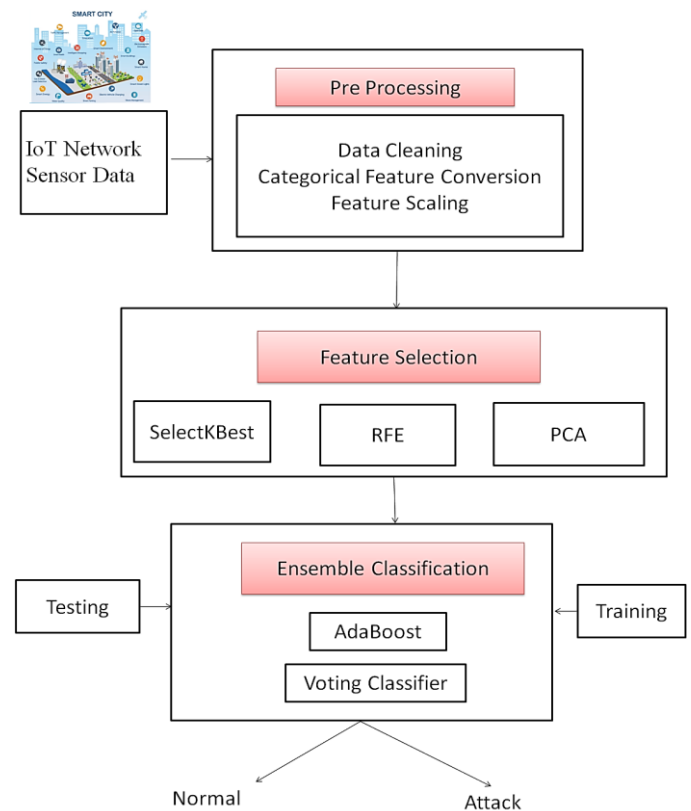 SMART CITY
Pre Processing
IoT Network
Sensor Data
Data Cleaning
Categorical Feature Conversion
Feature Scaling
Feature Selection
SelectKBest
RFE
PCA
Ensemble Classification
Testing
Training
AdaBoost
Voting Classifier
Normal
Attack